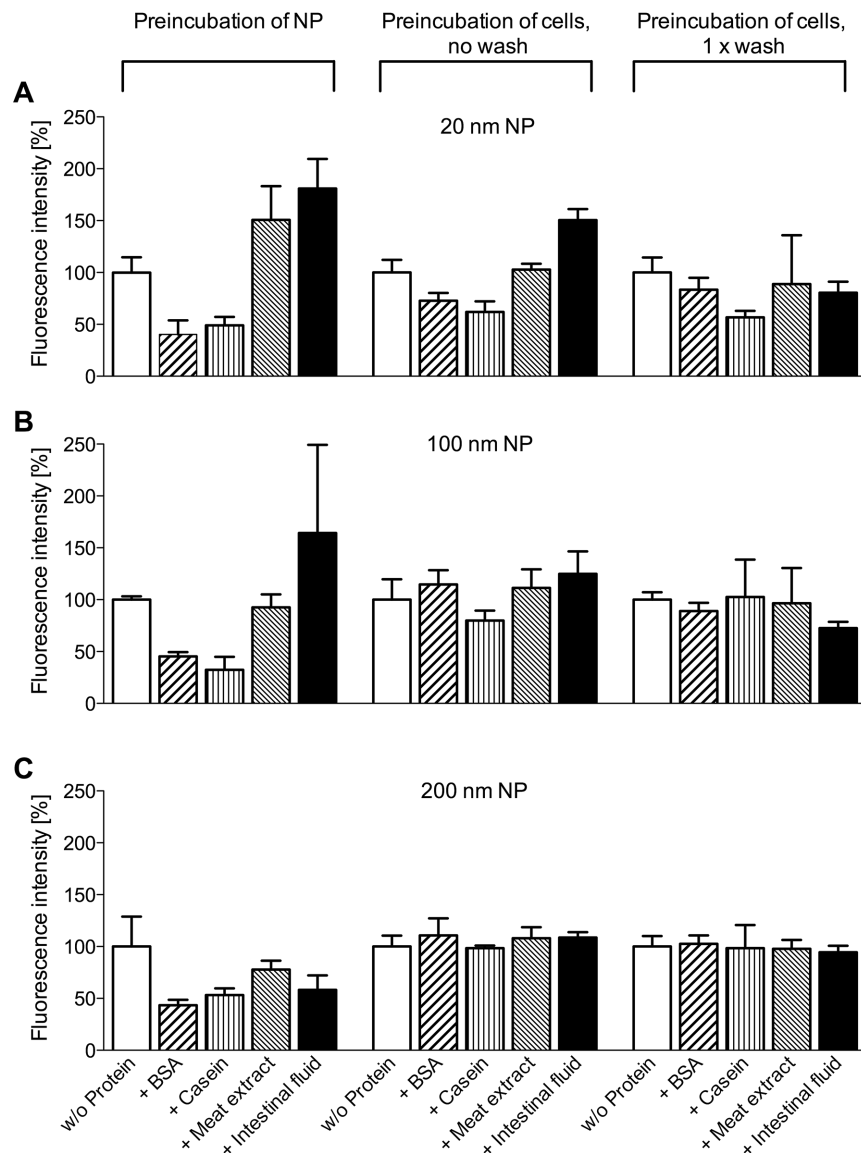 Preincubation of NP
Preincubation of cells,
no wash
Preincubation of cells,
1 x wash
A
20 nm NP
Fluorescence intensity [%]
250
200
150
100
50
0
B
100 nm NP
Fluorescence intensity [%]
250
200
150
100
50
0
C
200 nm NP
Fluorescence intensity [%]
250
200
150
100
50
0
w/o Protein
+ BSA
+ Casein
+ Meat extract
+ Intestinal fluid
w/o Protein
+ BSA
+ Casein
+ Meat extract
+ Intestinal fluid
w/o Protein
+ BSA
+ Casein
+ Meat extract
+ Intestinal fluid